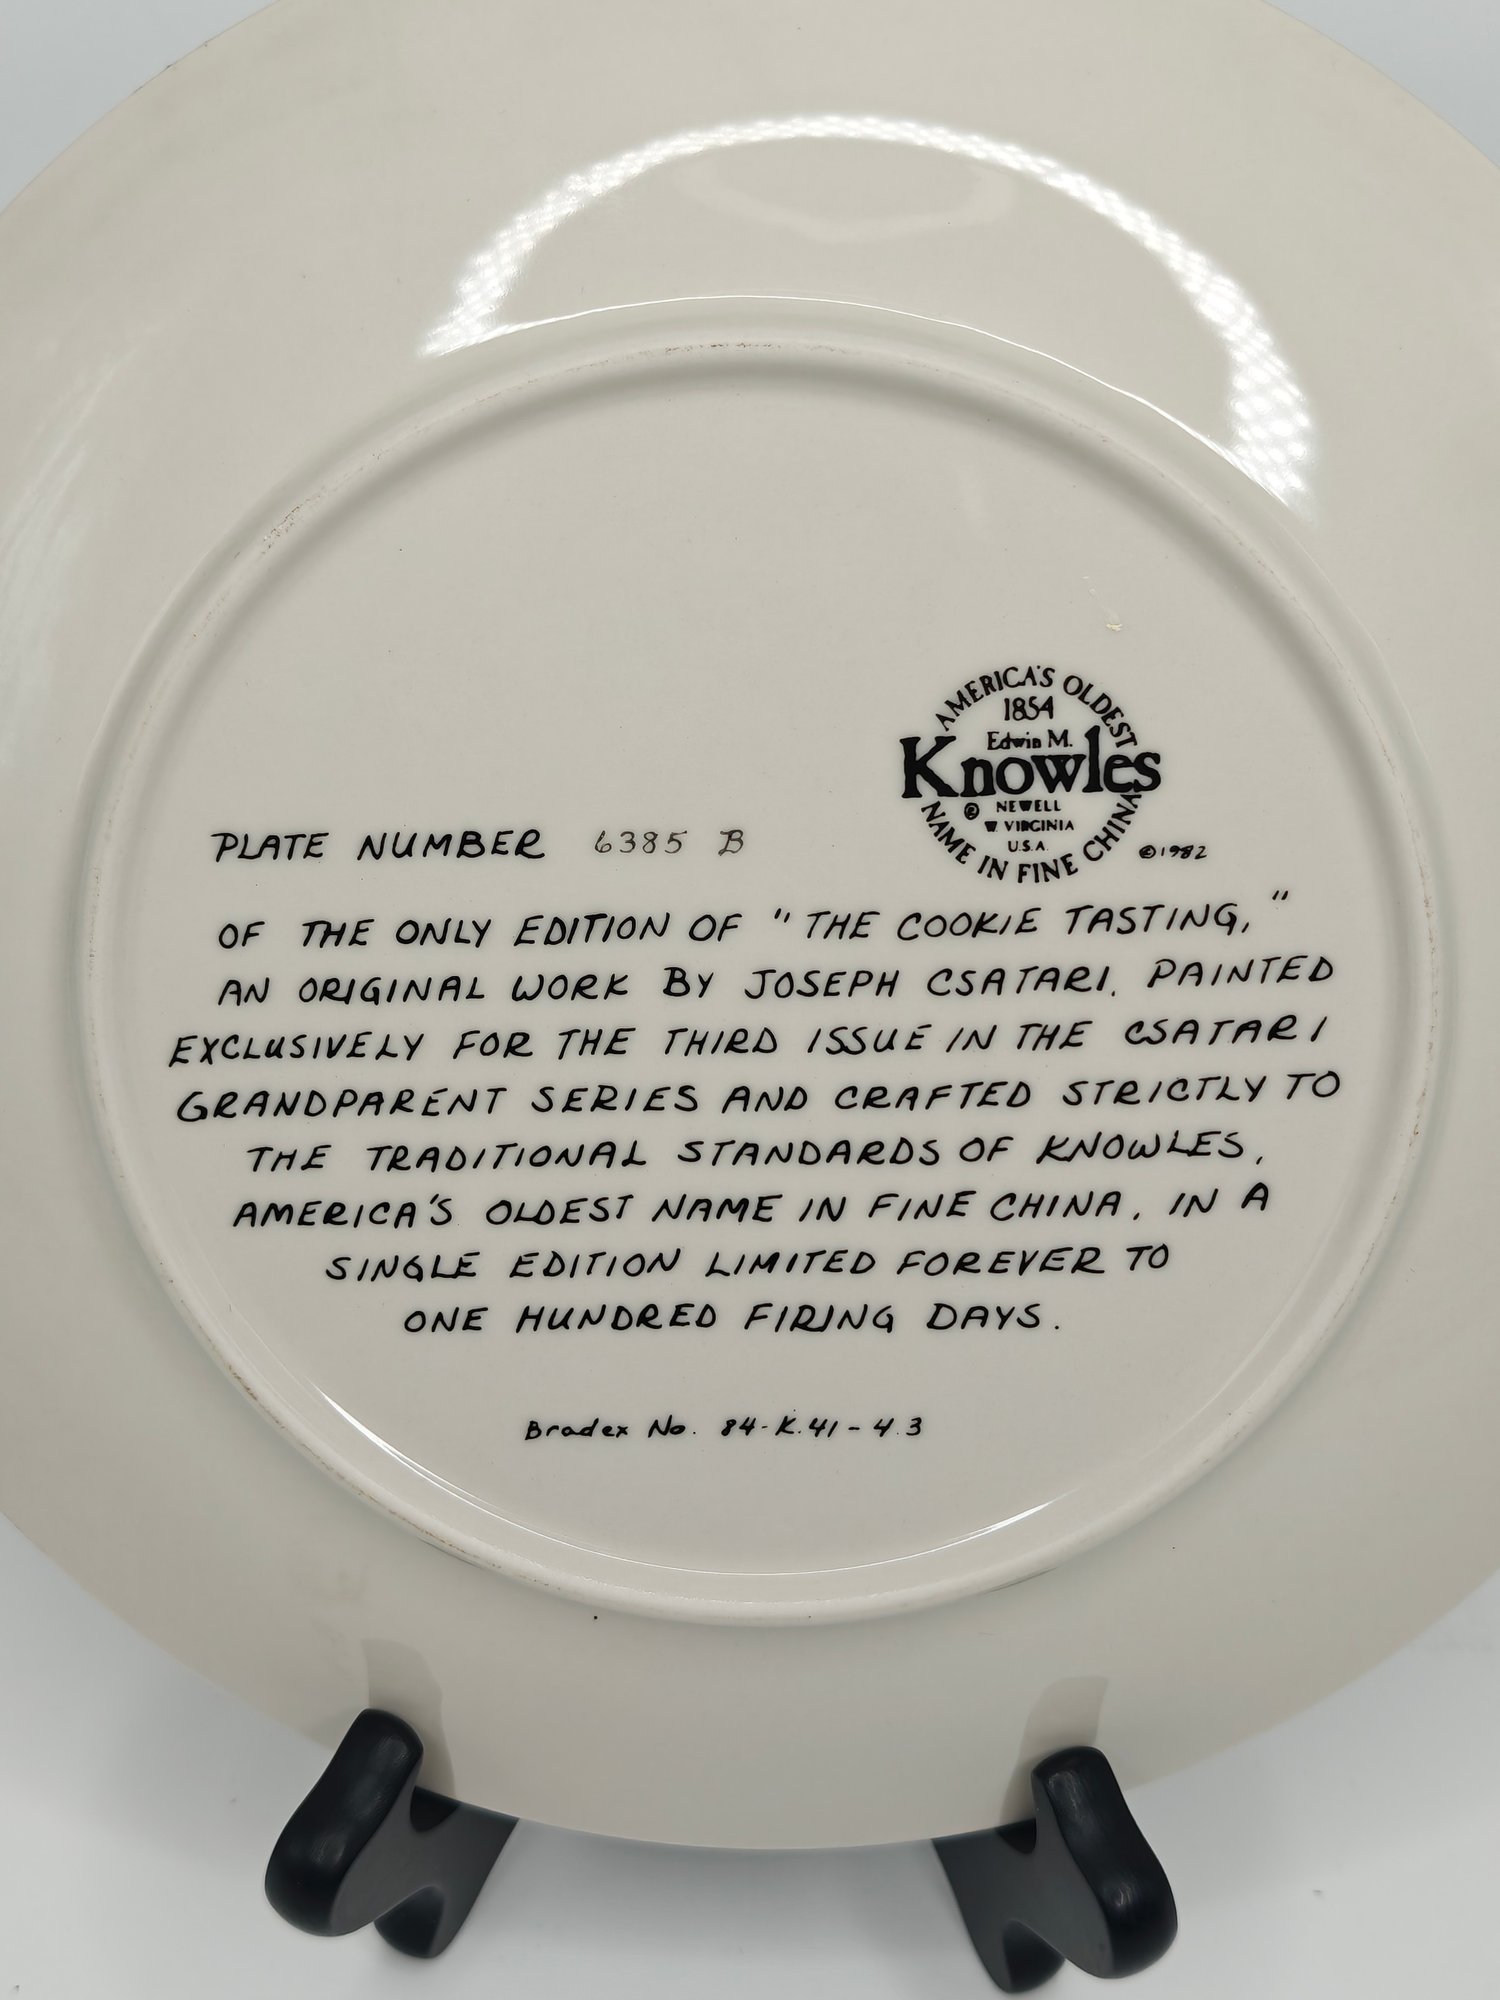 AMERICA'S OLDEST
1854
Edwin M.
Knowles
© NEWELL
W VIRGINIA
U.S.A.
NAME IN FINE CHINA
©1982
PLATE NUMBER 6385 B
OF THE ONLY EDITION OF "THE COOKIE TASTING,"
AN ORIGINAL WORK BY JOSEPH CSATARI. PAINTED
EXCLUSIVELY FOR THE THIRD ISSUE IN THE CSATARI
GRANDPARENT SERIES AND CRAFTED STRICTLY TO
THE TRADITIONAL STANDARDS OF KNOWLES,
AMERICA'S OLDEST NAME IN FINE CHINA, IN A
SINGLE EDITION LIMITED FOREVER TO
ONE HUNDRED FIRING DAYS.
Bradex No. 84-K.41-4.3